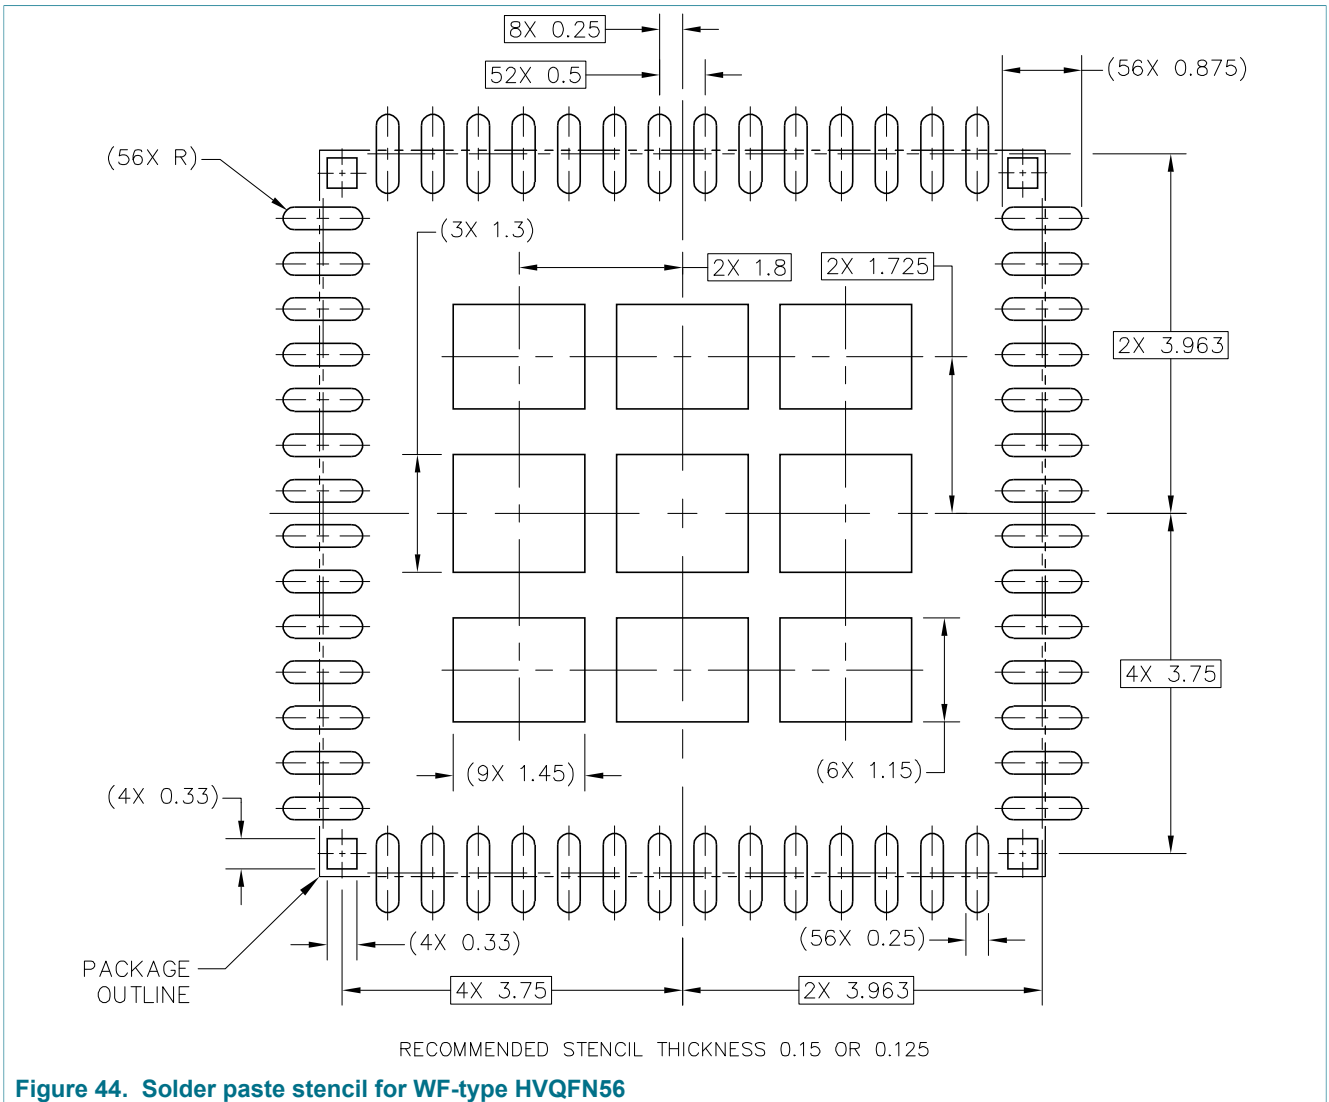 8X 0.25
52X 0.5
(56X 0.875)
(56X R)
(3X 1.3)
2X 1.8
2X 1.725
2X 3.963
4X 3.75
(9X 1.45)
(6X 1.15)
(4X 0.33)
(4X 0.33)
(56X 0.25)
PACKAGE
OUTLINE
4X 3.75
2X 3.963
RECOMMENDED STENCIL THICKNESS 0.15 OR 0.125
Figure 44. Solder paste stencil for WF-type HVQFN56